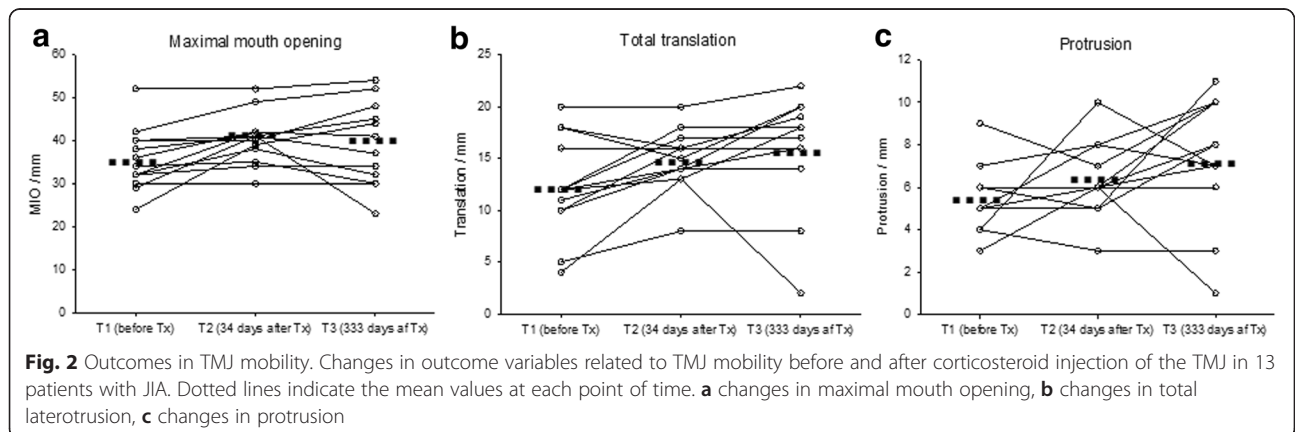 a Maximal mouth opening
60
50
40
30
20
10
0
MIO / mm
T1 (before Tx) T2 (34 days after Tx) T3 (333 days af Tx)
b Total translation
25
20
15
10
5
0
Translation / mm
T1 (before Tx) T2 (34 days after Tx) T3 (333 days af Tx)
c Protrusion
12
10
8
6
4
2
0
Protrusion / mm
T1 (before Tx) T2 (34 days after Tx) T3 (333 days af Tx)
Fig. 2 Outcomes in TMJ mobility. Changes in outcome variables related to TMJ mobility before and after corticosteroid injection of the TMJ in 13
patients with JIA. Dotted lines indicate the mean values at each point of time. a changes in maximal mouth opening, b changes in total
laterotrusion, c changes in protrusion